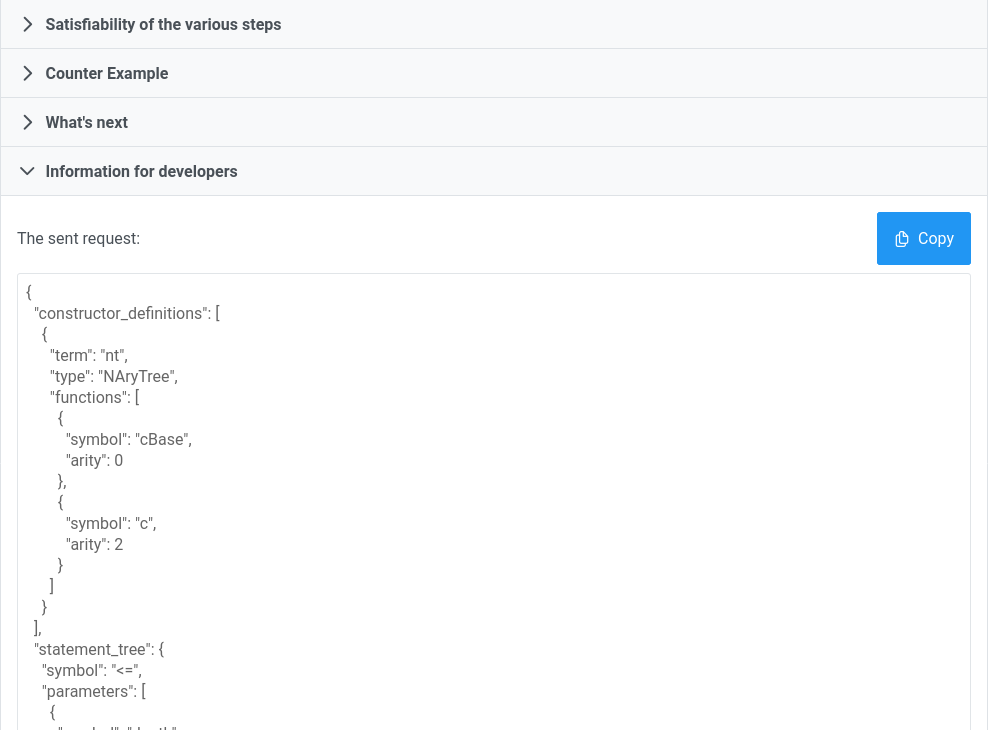 Satisfiability of the various steps
Counter Example
What's next
Information for developers
The sent request:
Copy
{
"constructor_definitions": [
{
"term": "nt",
"type": "NAryTree",
"functions": [
{
"symbol": "cBase",
"arity": 0
},
{
"symbol": "c",
"arity": 2
}
]
}
],
"statement_tree": {
"symbol": "<=",
"parameters": [
{